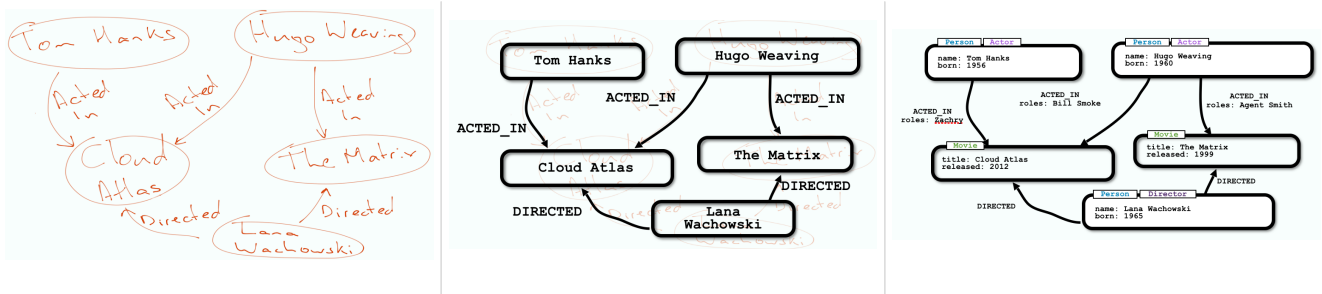 Tom Hanks
Hugo Weaving
Acted
In
Acted
In
Acted
In
Cloud
Atlas
The Matrix
Directed
Directed
Lana
Wachowski
Tom Hanks
Hugo Weaving
ACTED_IN
ACTED_IN
ACTED_IN
Cloud Atlas
The Matrix
DIRECTED
DIRECTED
Lana
Wachowski
Person Actor
name: Tom Hanks
born: 1956
Person Actor
name: Hugo Weaving
born: 1960
ACTED_IN
roles: Zachry
ACTED_IN
roles: Bill Smoke
ACTED_IN
roles: Agent Smith
Movie
title: Cloud Atlas
released: 2012
Movie
title: The Matrix
released: 1999
DIRECTED
DIRECTED
Person Director
name: Lana Wachowski
born: 1965